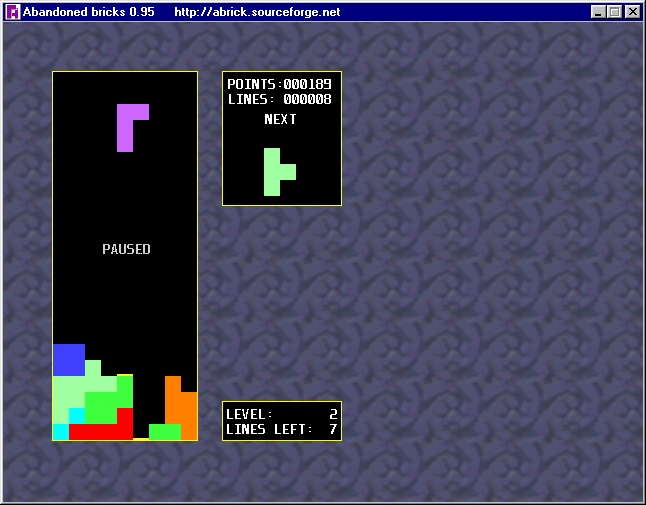 Abandoned bricks 0.95 http://abrick.sourceforge.net
POINTS:000189
LINES: 000008
NEXT
PAUSED
LEVEL: 2
LINES LEFT: 7